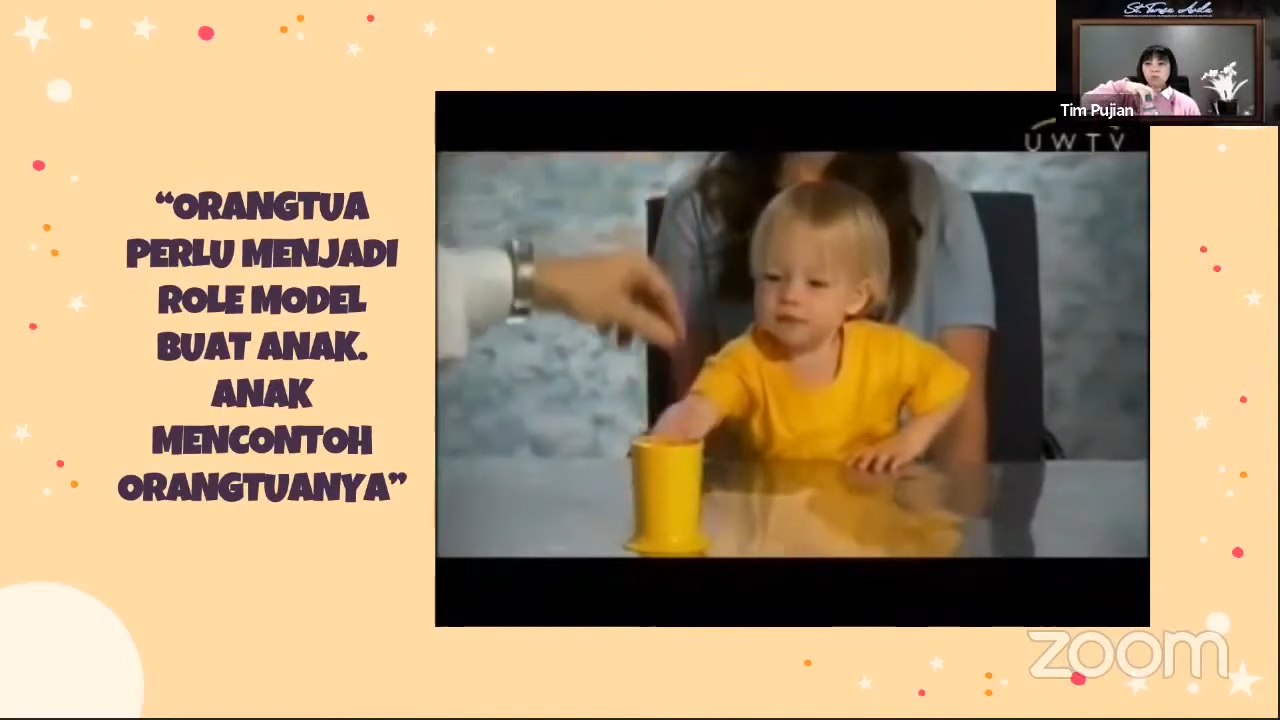 “ORANGTUA
PERLU MENJADI
ROLE MODEL
BUAT ANAK.
ANAK
MENCONTOH
ORANGTUANYA”
Tim Pujian
UWTV
zoom